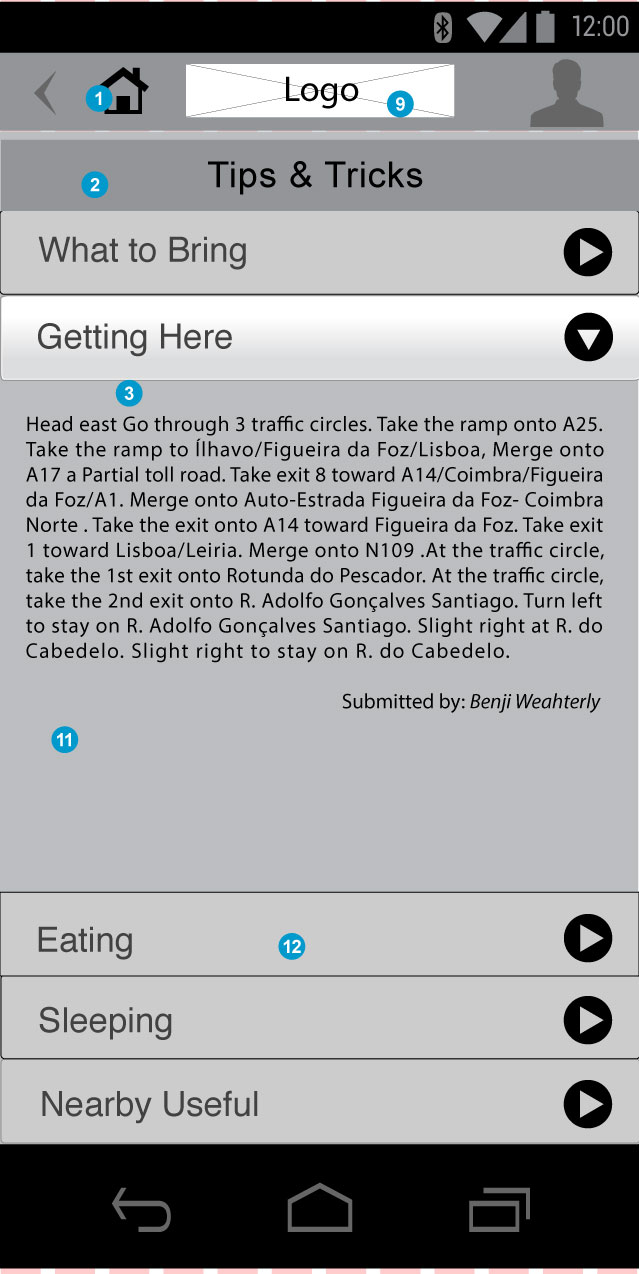 12:00
1
Logo
9
2
Tips & Tricks
What to Bring
Getting Here
3
Head east Go through 3 traffic circles. Take the ramp onto A25.
Take the ramp to Ílhavo/Figueira da Foz/Lisboa, Merge onto
A17 a Partial toll road. Take exit 8 toward A14/Coimbra/Figueira
da Foz/A1. Merge onto Auto-Estrada Figueira da Foz- Coimbra
Norte . Take the exit onto A14 toward Figueira da Foz. Take exit
1 toward Lisboa/Leiria. Merge onto N109 .At the traffic circle,
take the 1st exit onto Rotunda do Pescador. At the traffic circle,
take the 2nd exit onto R. Adolfo Gonçalves Santiago. Turn left
to stay on R. Adolfo Gonçalves Santiago. Slight right at R. do
Cabedelo. Slight right to stay on R. do Cabedelo.
Submitted by: Benji Weahterly
11
Eating
12
Sleeping
Nearby Useful